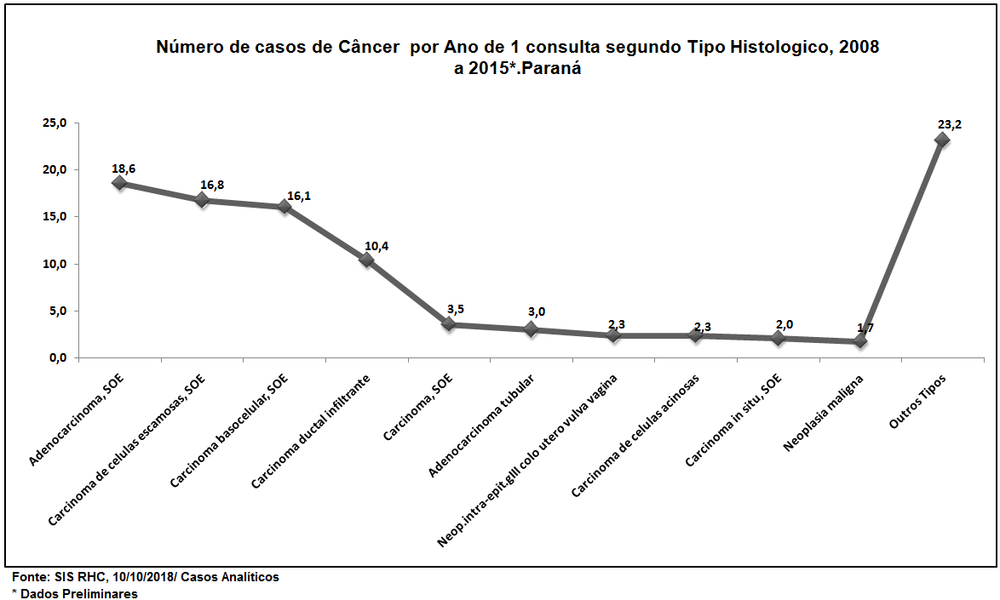 Número de casos de Câncer por Ano de 1 consulta segundo Tipo Histologico, 2008
a 2015*.Paraná
25,0
20,0
15,0
10,0
5,0
0,0
18,6
16,8
16,1
10,4
3,5
3,0
2,3
2,3
2,0
1,7
23,2
Adenocarcinoma, SOE
Carcinoma de celulas escamosas, SOE
Carcinoma basocelular, SOE
Carcinoma ductal infiltrante
Carcinoma, SOE
Adenocarcinoma tubular
Neop.intra-epit.gIII colo utero vulva vagina
Carcinoma de celulas acinosas
Carcinoma in situ, SOE
Neoplasia maligna
Outros Tipos
Fonte: SIS RHC, 10/10/2018/ Casos Analíticos
* Dados Preliminares